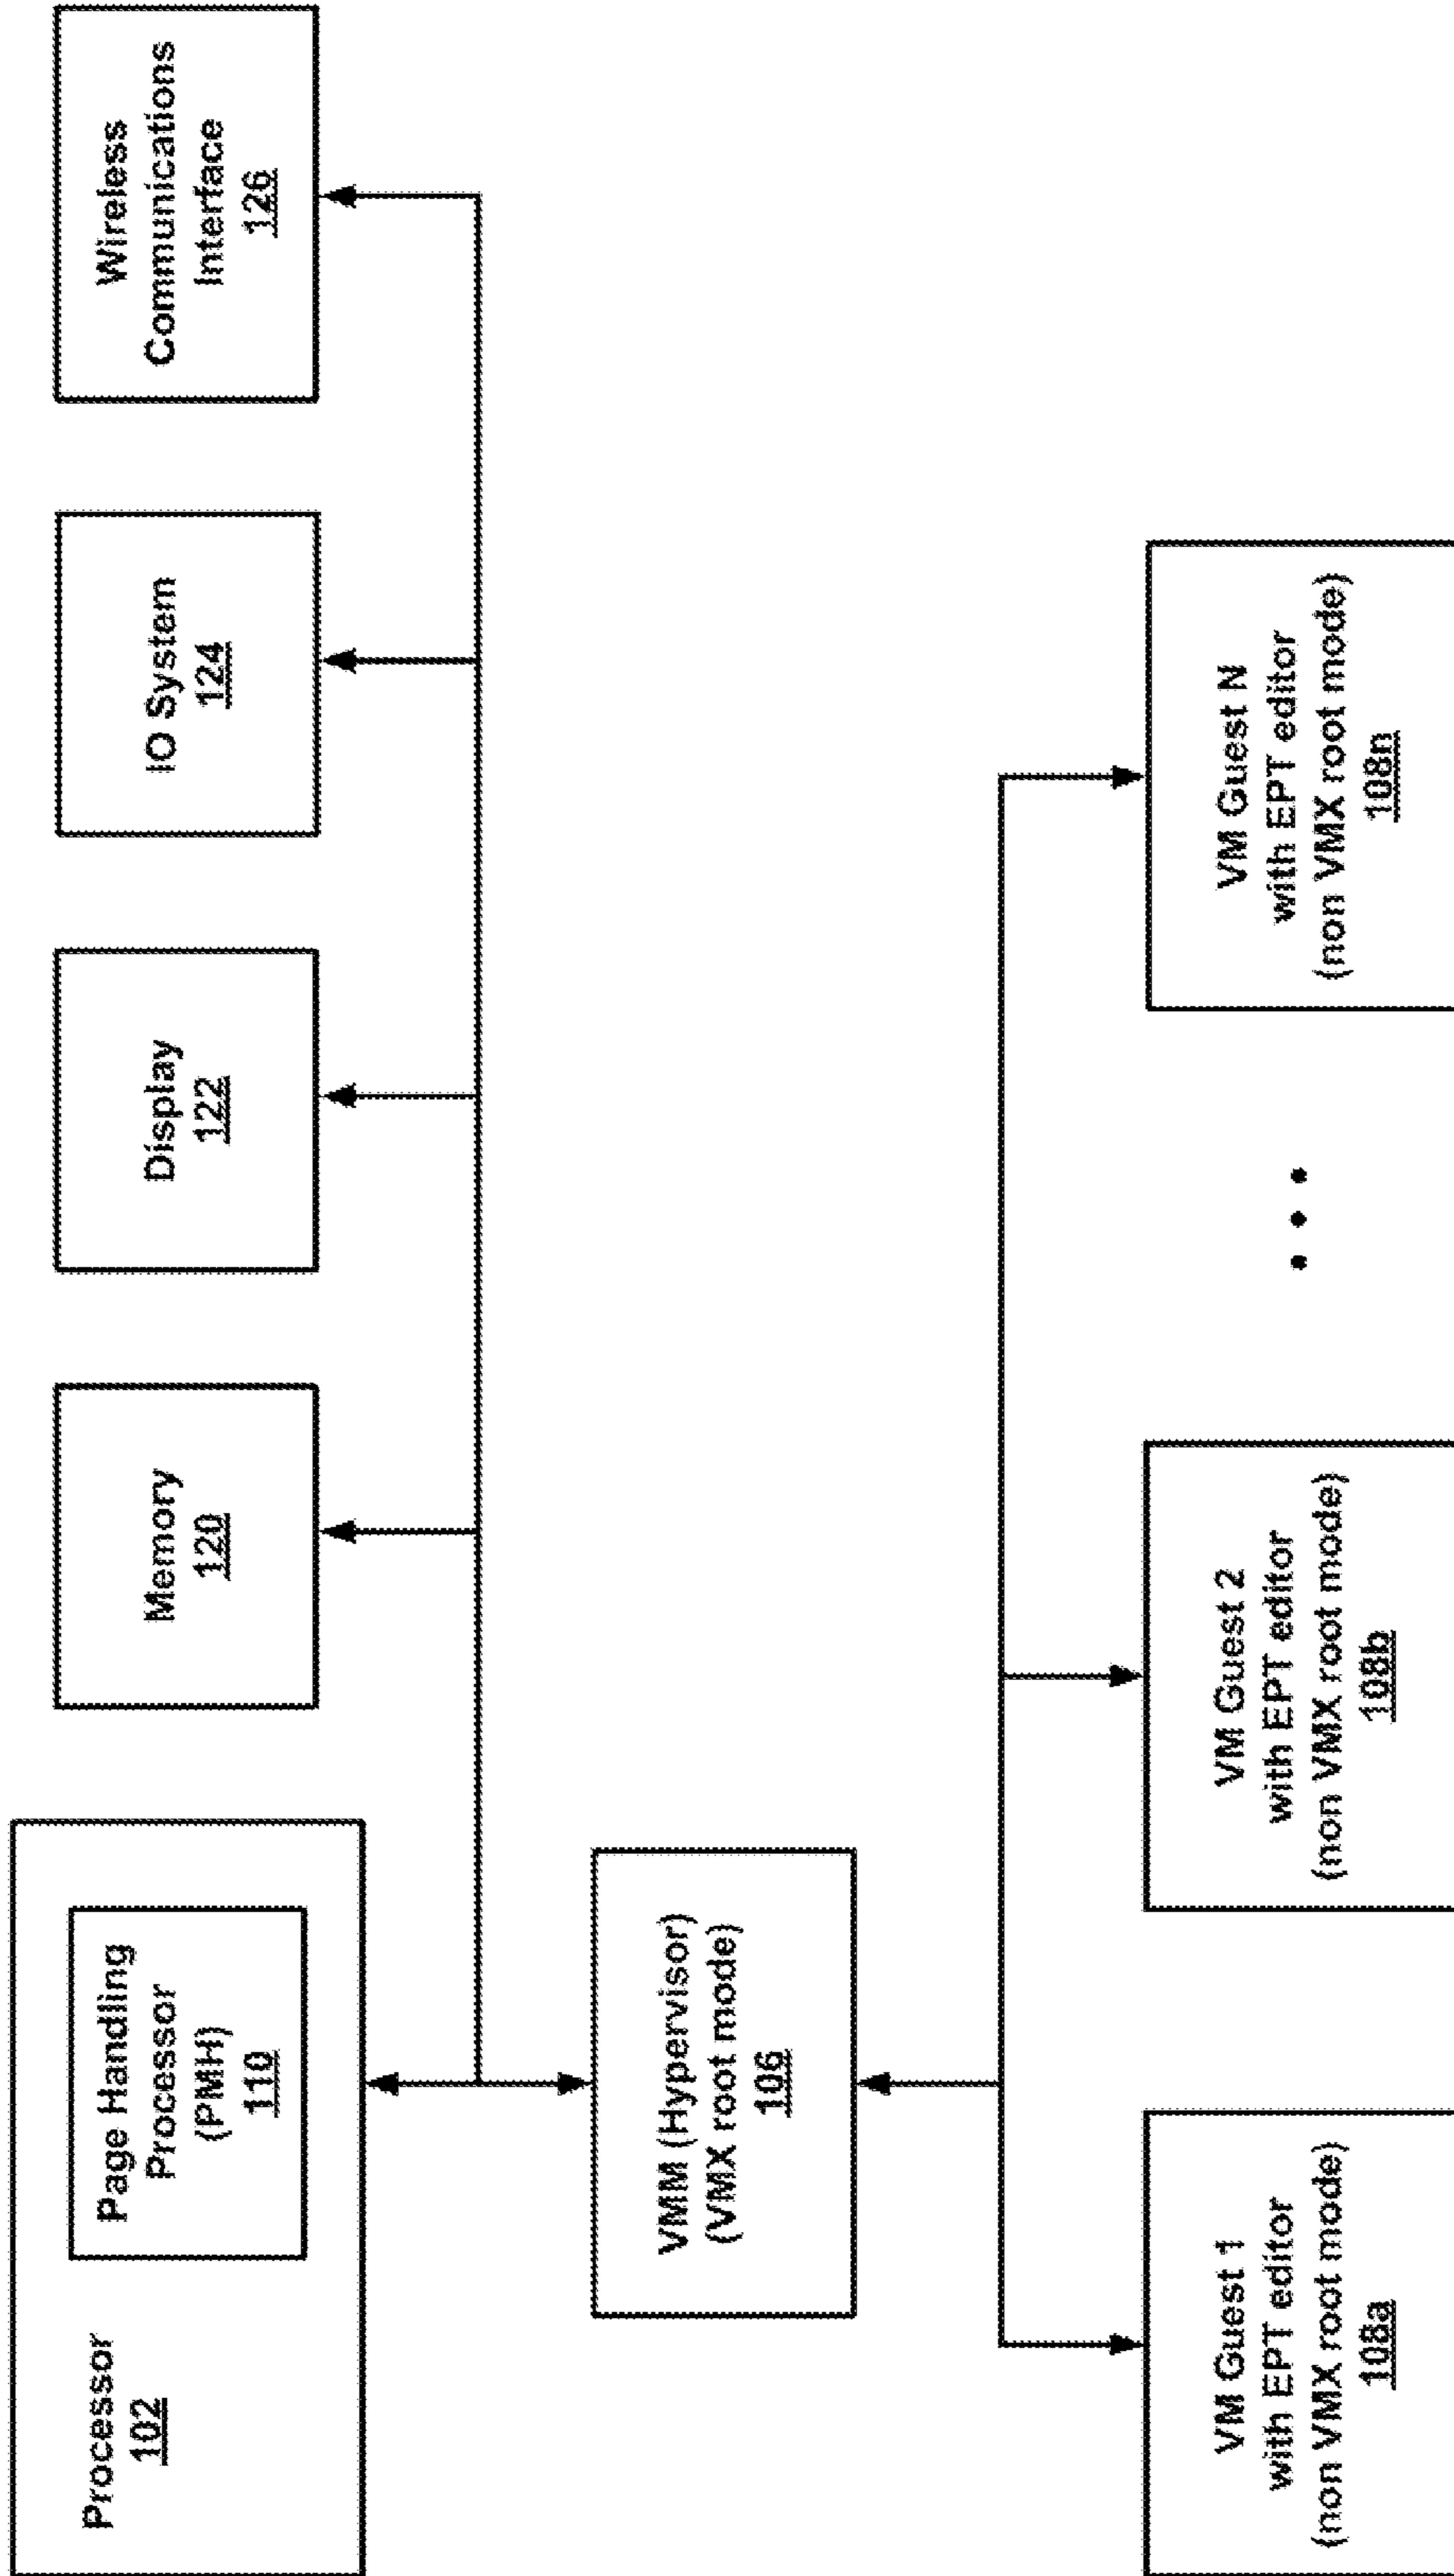 Processor
102
Page Handling
Processor
(PMH)
110
Memory
120
Display
122
IO System
124
Wireless
Communications
Interface
126
VMM (Hypervisor)
(VMX root mode)
106
VM Guest 1
with EPT editor
(non VMX root mode)
108a
VM Guest 2
with EPT editor
(non VMX root mode)
108b
• • •
VM Guest N
with EPT editor
(non VMX root mode)
108n